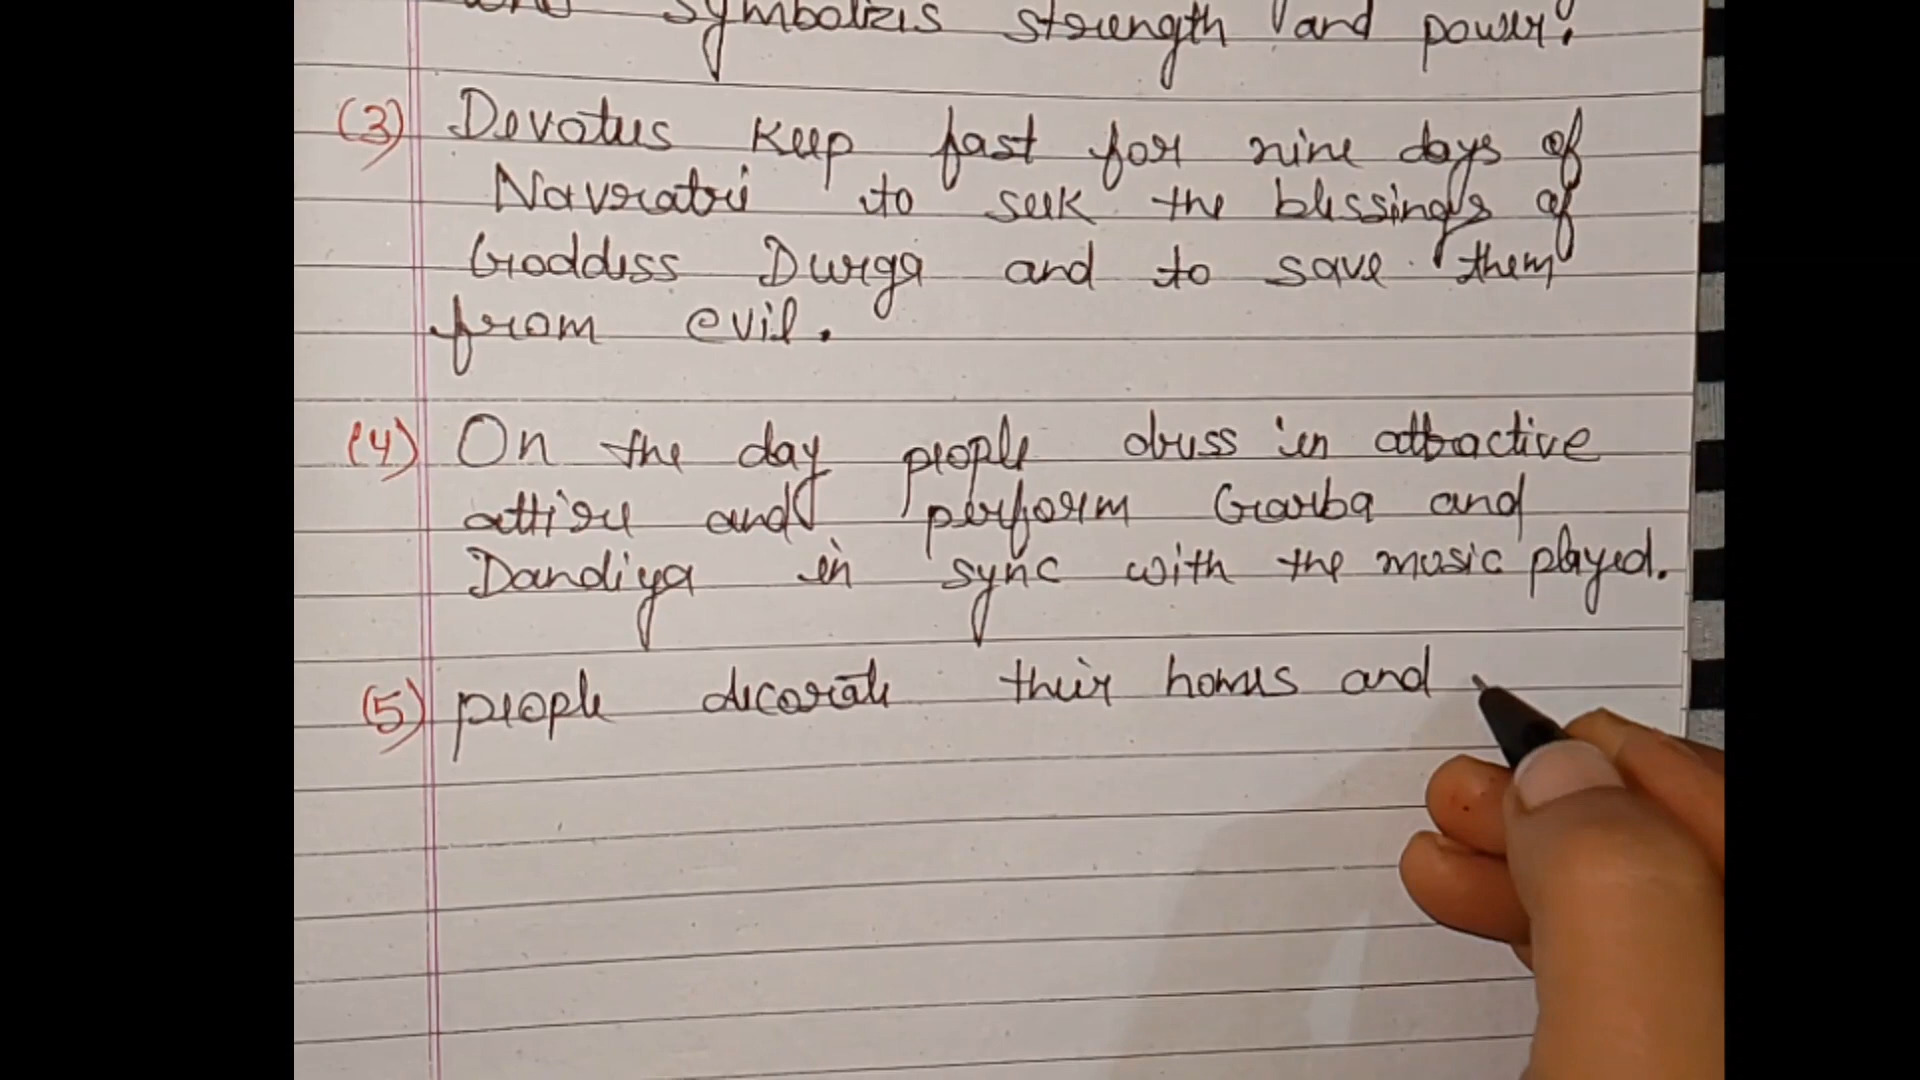 symbolizes strength and power.
(3) Devotees keep fast for nine days of
Navratri to seek the blessings of
Goddess Durga and to save them
from evil.
(4) On the day people dress in attractive
attire and perform Garba and
Dandiya in sync with the music played.
(5) people decorate their homes and